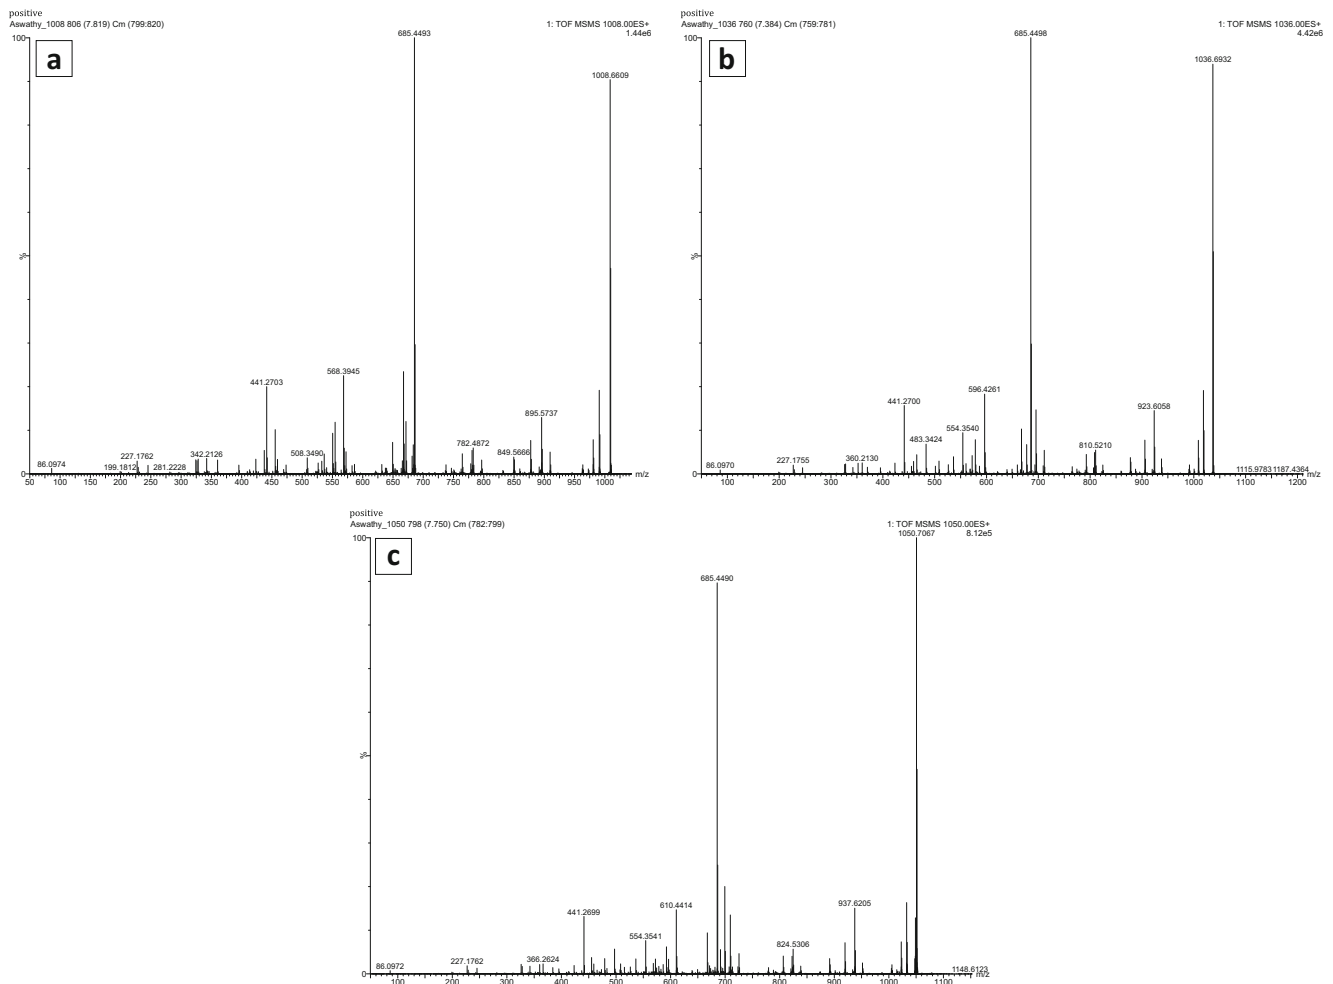 positive
Aswathy_1008 806 (7.819) Cm (799:820)
1: TOF MSMS 1008.00ES+
1.44e6
a
100
%
0
685.4493
1008.6609
441.2703
568.3945
895.5737
782.4872
849.5666
508.3490
342.2126
227.1762
199.1812
281.2228
86.0974
50 100 150 200 250 300 350 400 450 500 550 600 650 700 750 800 850 900 950 1000
m/z
positive
Aswathy_1036 760 (7.384) Cm (759:781)
1: TOF MSMS 1036.00ES+
4.42e6
b
100
%
0
685.4498
1036.6932
596.4261
441.2700
923.6058
554.3540
483.3424
810.5210
360.2130
227.1755
86.0970
1115.9783 1187.4364
100 200 300 400 500 600 700 800 900 1000 1100 1200
m/z
positive
Aswathy_1050 798 (7.750) Cm (782:799)
1: TOF MSMS 1050.00ES+
1050.7067
8.12e5
c
100
%
0
685.4490
610.4414
441.2699
937.6205
554.3541
824.5306
366.2624
227.1762
86.0972
1148.6123
100 200 300 400 500 600 700 800 900 1000 1100
m/z